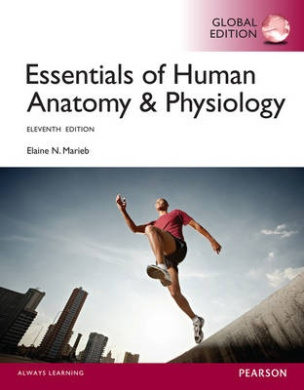 GLOBAL
EDITION
Essentials of Human
Anatomy & Physiology
ELEVENTH EDITION
Elaine N. Marieb
ALWAYS LEARNING
PEARSON